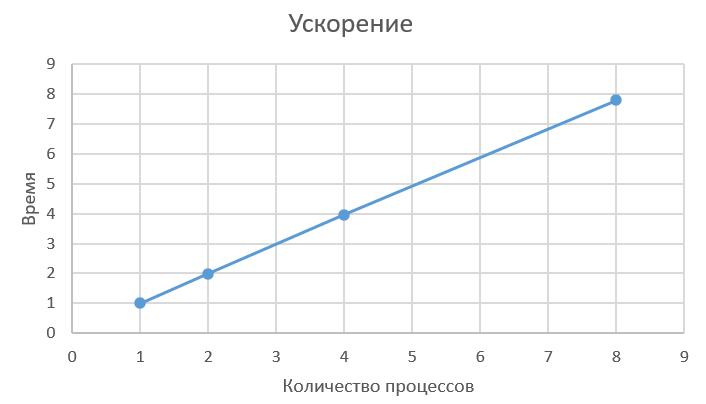 Ускорение
9
8
7
6
5
4
3
2
1
0
Время
0 1 2 3 4 5 6 7 8 9
Количество процессов